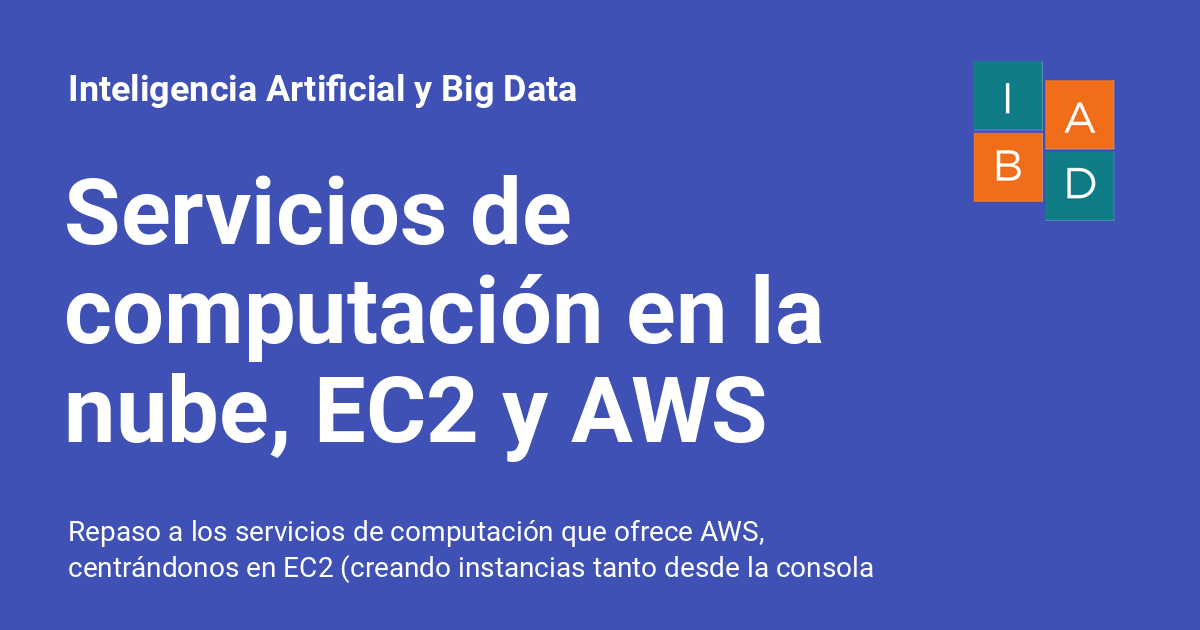 Inteligencia Artificial y Big Data
I A
B D
Servicios de
computación en la
nube, EC2 y AWS
Repaso a los servicios de computación que ofrece AWS,
centrándonos en EC2 (creando instancias tanto desde la consola